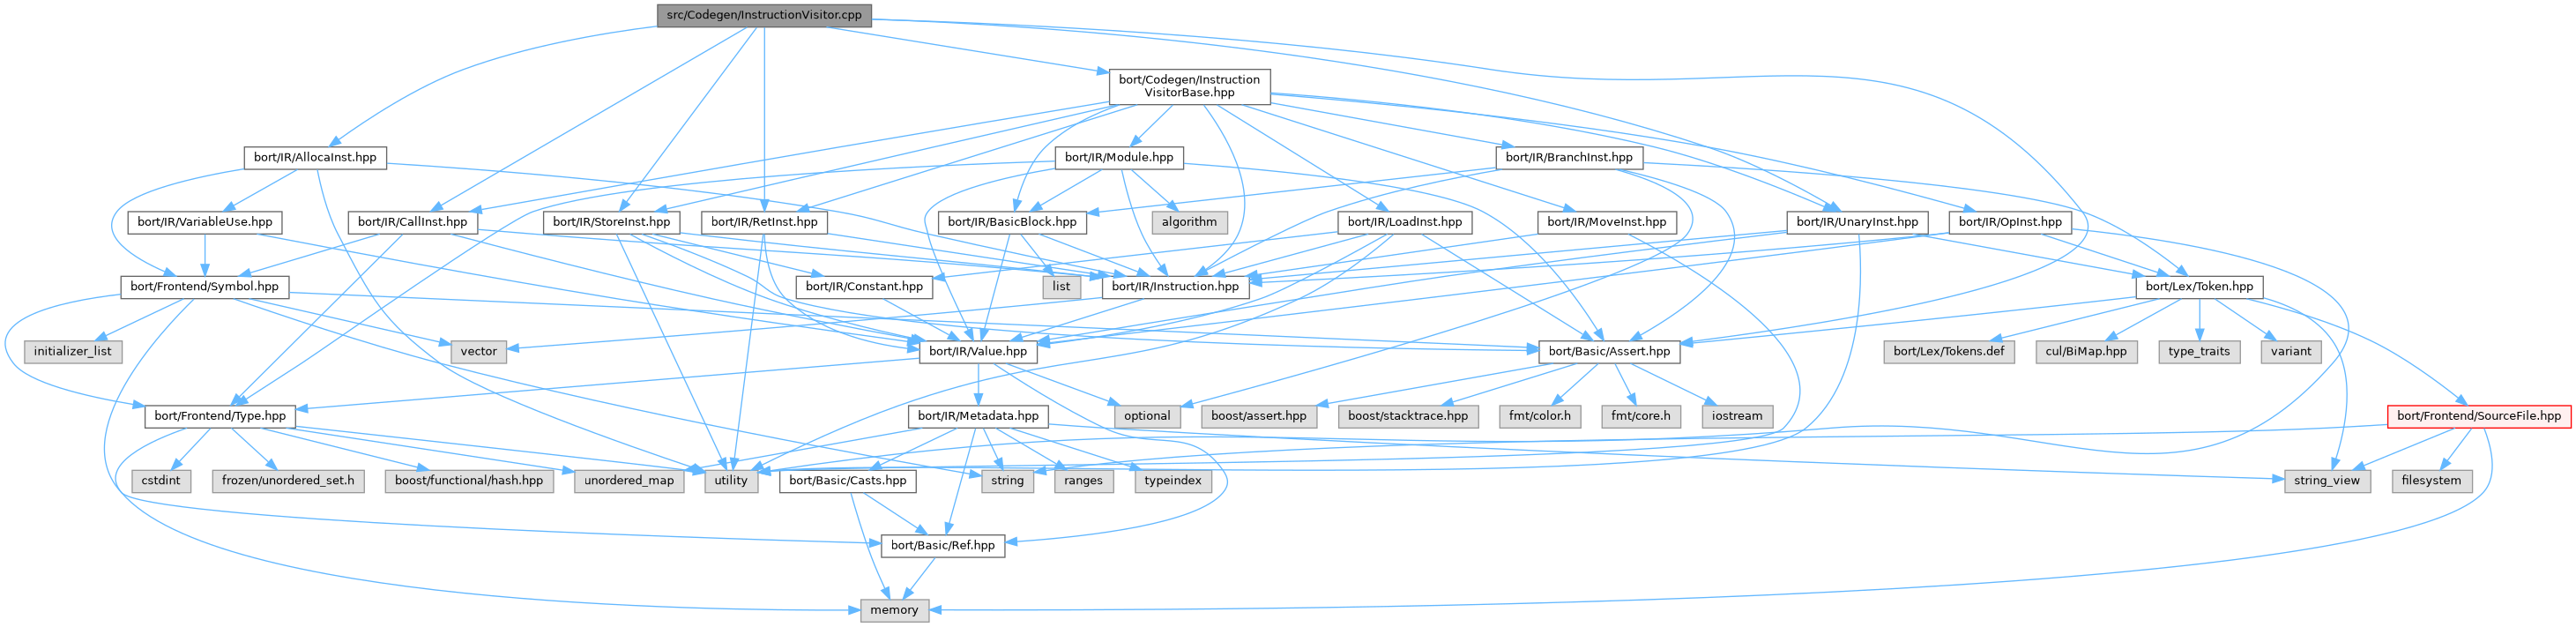 src/Codegen/InstructionVisitor.cpp
bort/Codegen/Instruction
VisitorBase.hpp
bort/IR/AllocaInst.hpp
bort/IR/Module.hpp
bort/IR/BranchInst.hpp
bort/IR/VariableUse.hpp
bort/IR/CallInst.hpp
bort/IR/StoreInst.hpp
bort/IR/RetInst.hpp
bort/IR/BasicBlock.hpp
algorithm
bort/IR/LoadInst.hpp
bort/IR/MoveInst.hpp
bort/IR/UnaryInst.hpp
bort/IR/OpInst.hpp
bort/Frontend/Symbol.hpp
bort/IR/Constant.hpp
list
bort/IR/Instruction.hpp
bort/Lex/Token.hpp
initializer_list
vector
bort/IR/Value.hpp
bort/Basic/Assert.hpp
bort/Lex/Tokens.def
cul/BiMap.hpp
type_traits
variant
bort/Frontend/Type.hpp
bort/IR/Metadata.hpp
optional
boost/assert.hpp
boost/stacktrace.hpp
fmt/color.h
fmt/core.h
iostream
bort/Frontend/SourceFile.hpp
cstdint
frozen/unordered_set.h
boost/functional/hash.hpp
unordered_map
utility
bort/Basic/Casts.hpp
string
ranges
typeindex
string_view
filesystem
bort/Basic/Ref.hpp
memory